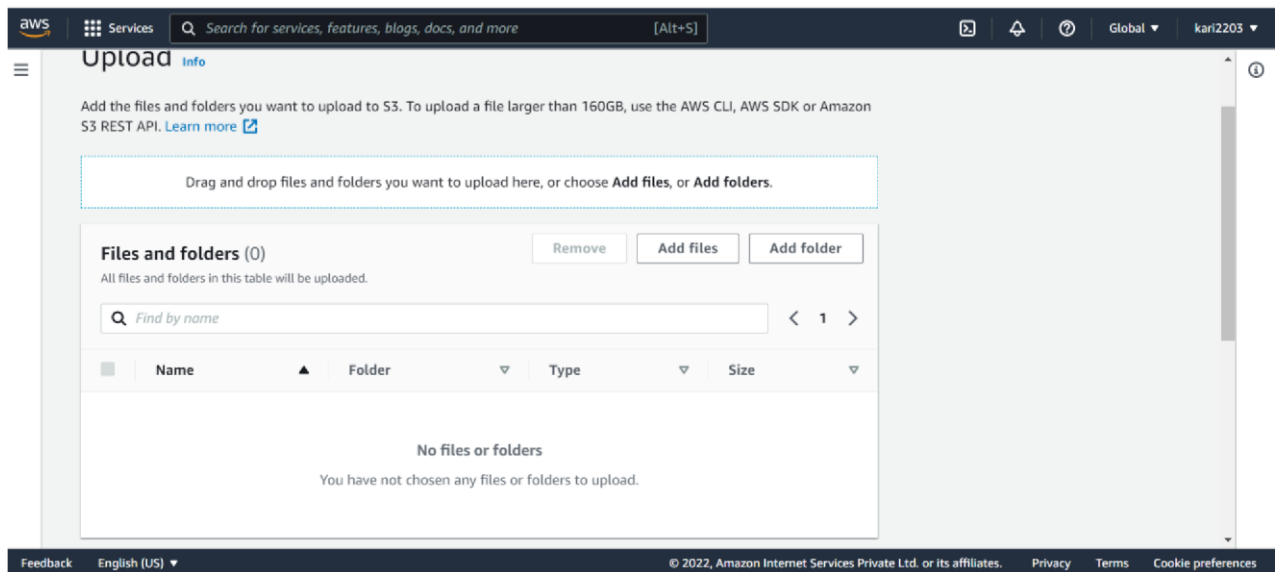 aws Services Search for services, features, blogs, docs, and more [Alt+S] Global kari2203
Upload Info
Add the files and folders you want to upload to S3. To upload a file larger than 160GB, use the AWS CLI, AWS SDK or Amazon
S3 REST API. Learn more
Drag and drop files and folders you want to upload here, or choose Add files, or Add folders.
Files and folders (0) Remove Add files Add folder
All files and folders in this table will be uploaded.
Find by name 1
Name Folder Type Size
No files or folders
You have not chosen any files or folders to upload.
Feedback English (US) © 2022, Amazon Internet Services Private Ltd. or its affiliates. Privacy Terms Cookie preferences